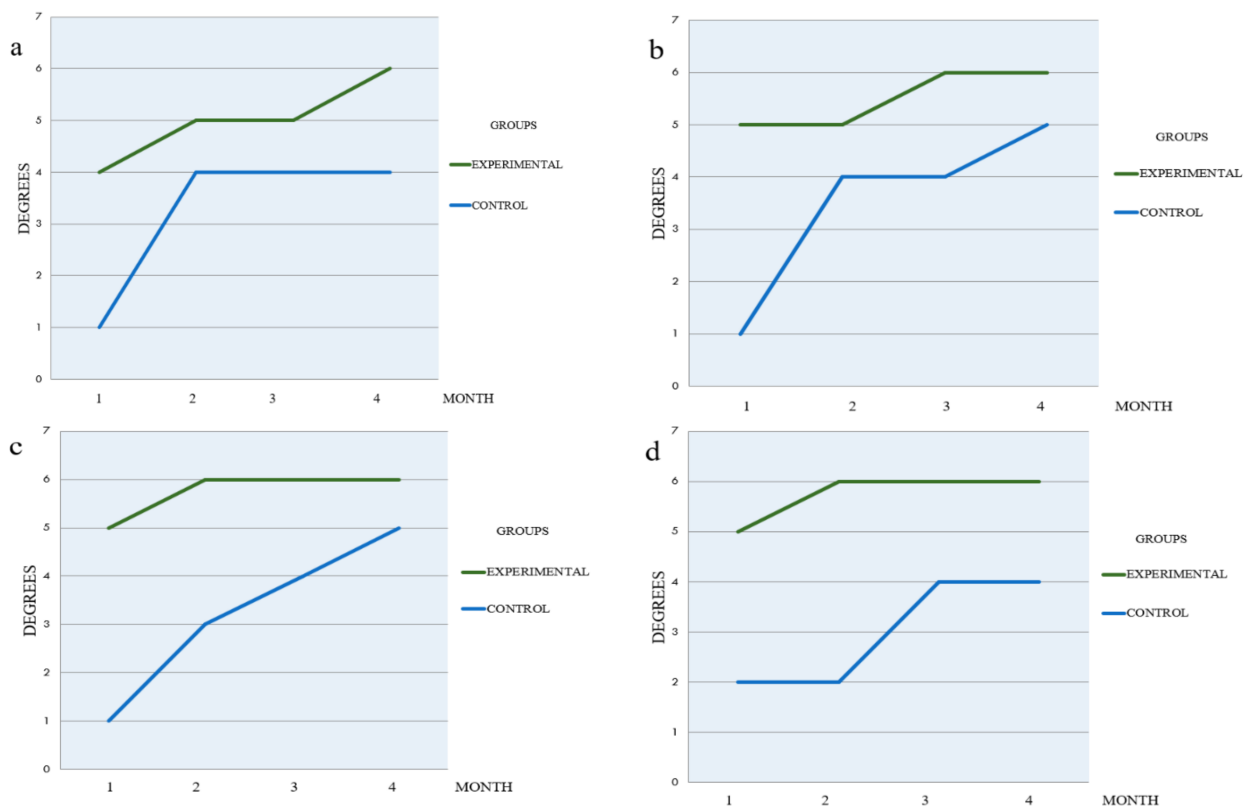 a
7
6
5
4
3
2
1
0
DEGREES
1 2 3 4 MONTH
GROUPS
EXPERIMENTAL
CONTROL
b
7
6
5
4
3
2
1
0
DEGREES
1 2 3 4 MONTH
GROUPS
EXPERIMENTAL
CONTROL
c
7
6
5
4
3
2
1
0
DEGREES
1 2 3 4 MONTH
GROUPS
EXPERIMENTAL
CONTROL
d
7
6
5
4
3
2
1
0
DEGREES
1 2 3 4 MONTH
GROUPS
EXPERIMENTAL
CONTROL